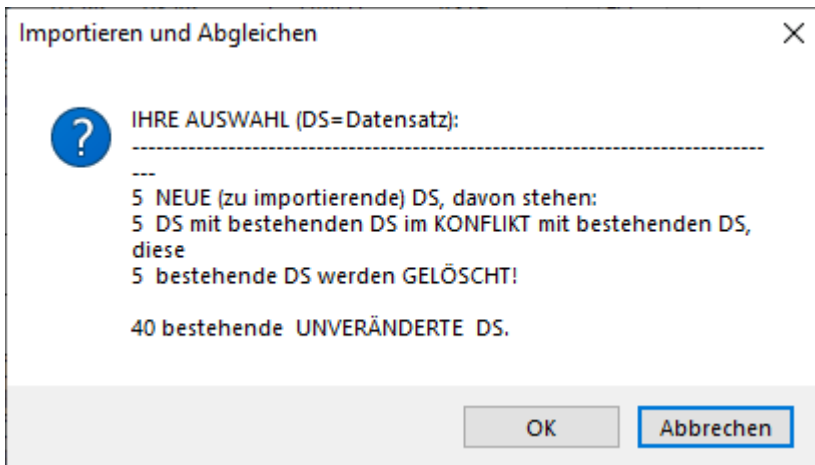 Importieren und Abgleichen
IHRE AUSWAHL (DS=Datensatz):
-------------------------------------------------------------------------------
---
5  NEUE (zu importierende) DS, davon stehen:
5  DS mit bestehenden DS im KONFLIKT mit bestehenden DS,
diese
5  bestehende DS werden GELÖSCHT!
40 bestehende  UNVERÄNDERTE  DS.
OK
Abbrechen